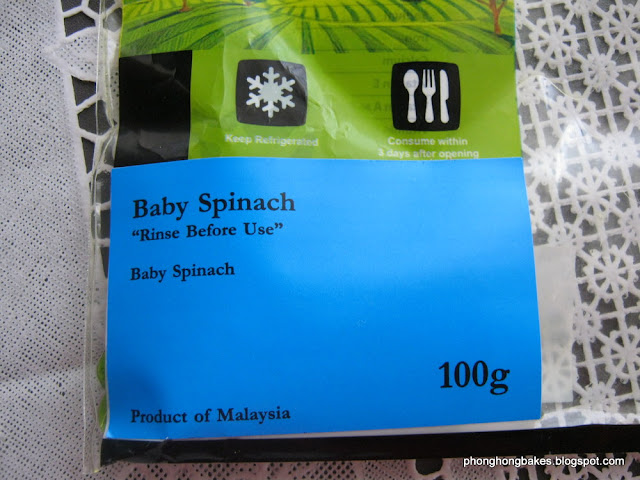 Keep Refrigerated
Consume within
3 days after opening
Baby Spinach
“Rinse Before Use”
Baby Spinach
100g
Product of Malaysia
phonghongbakes.blogspot.com